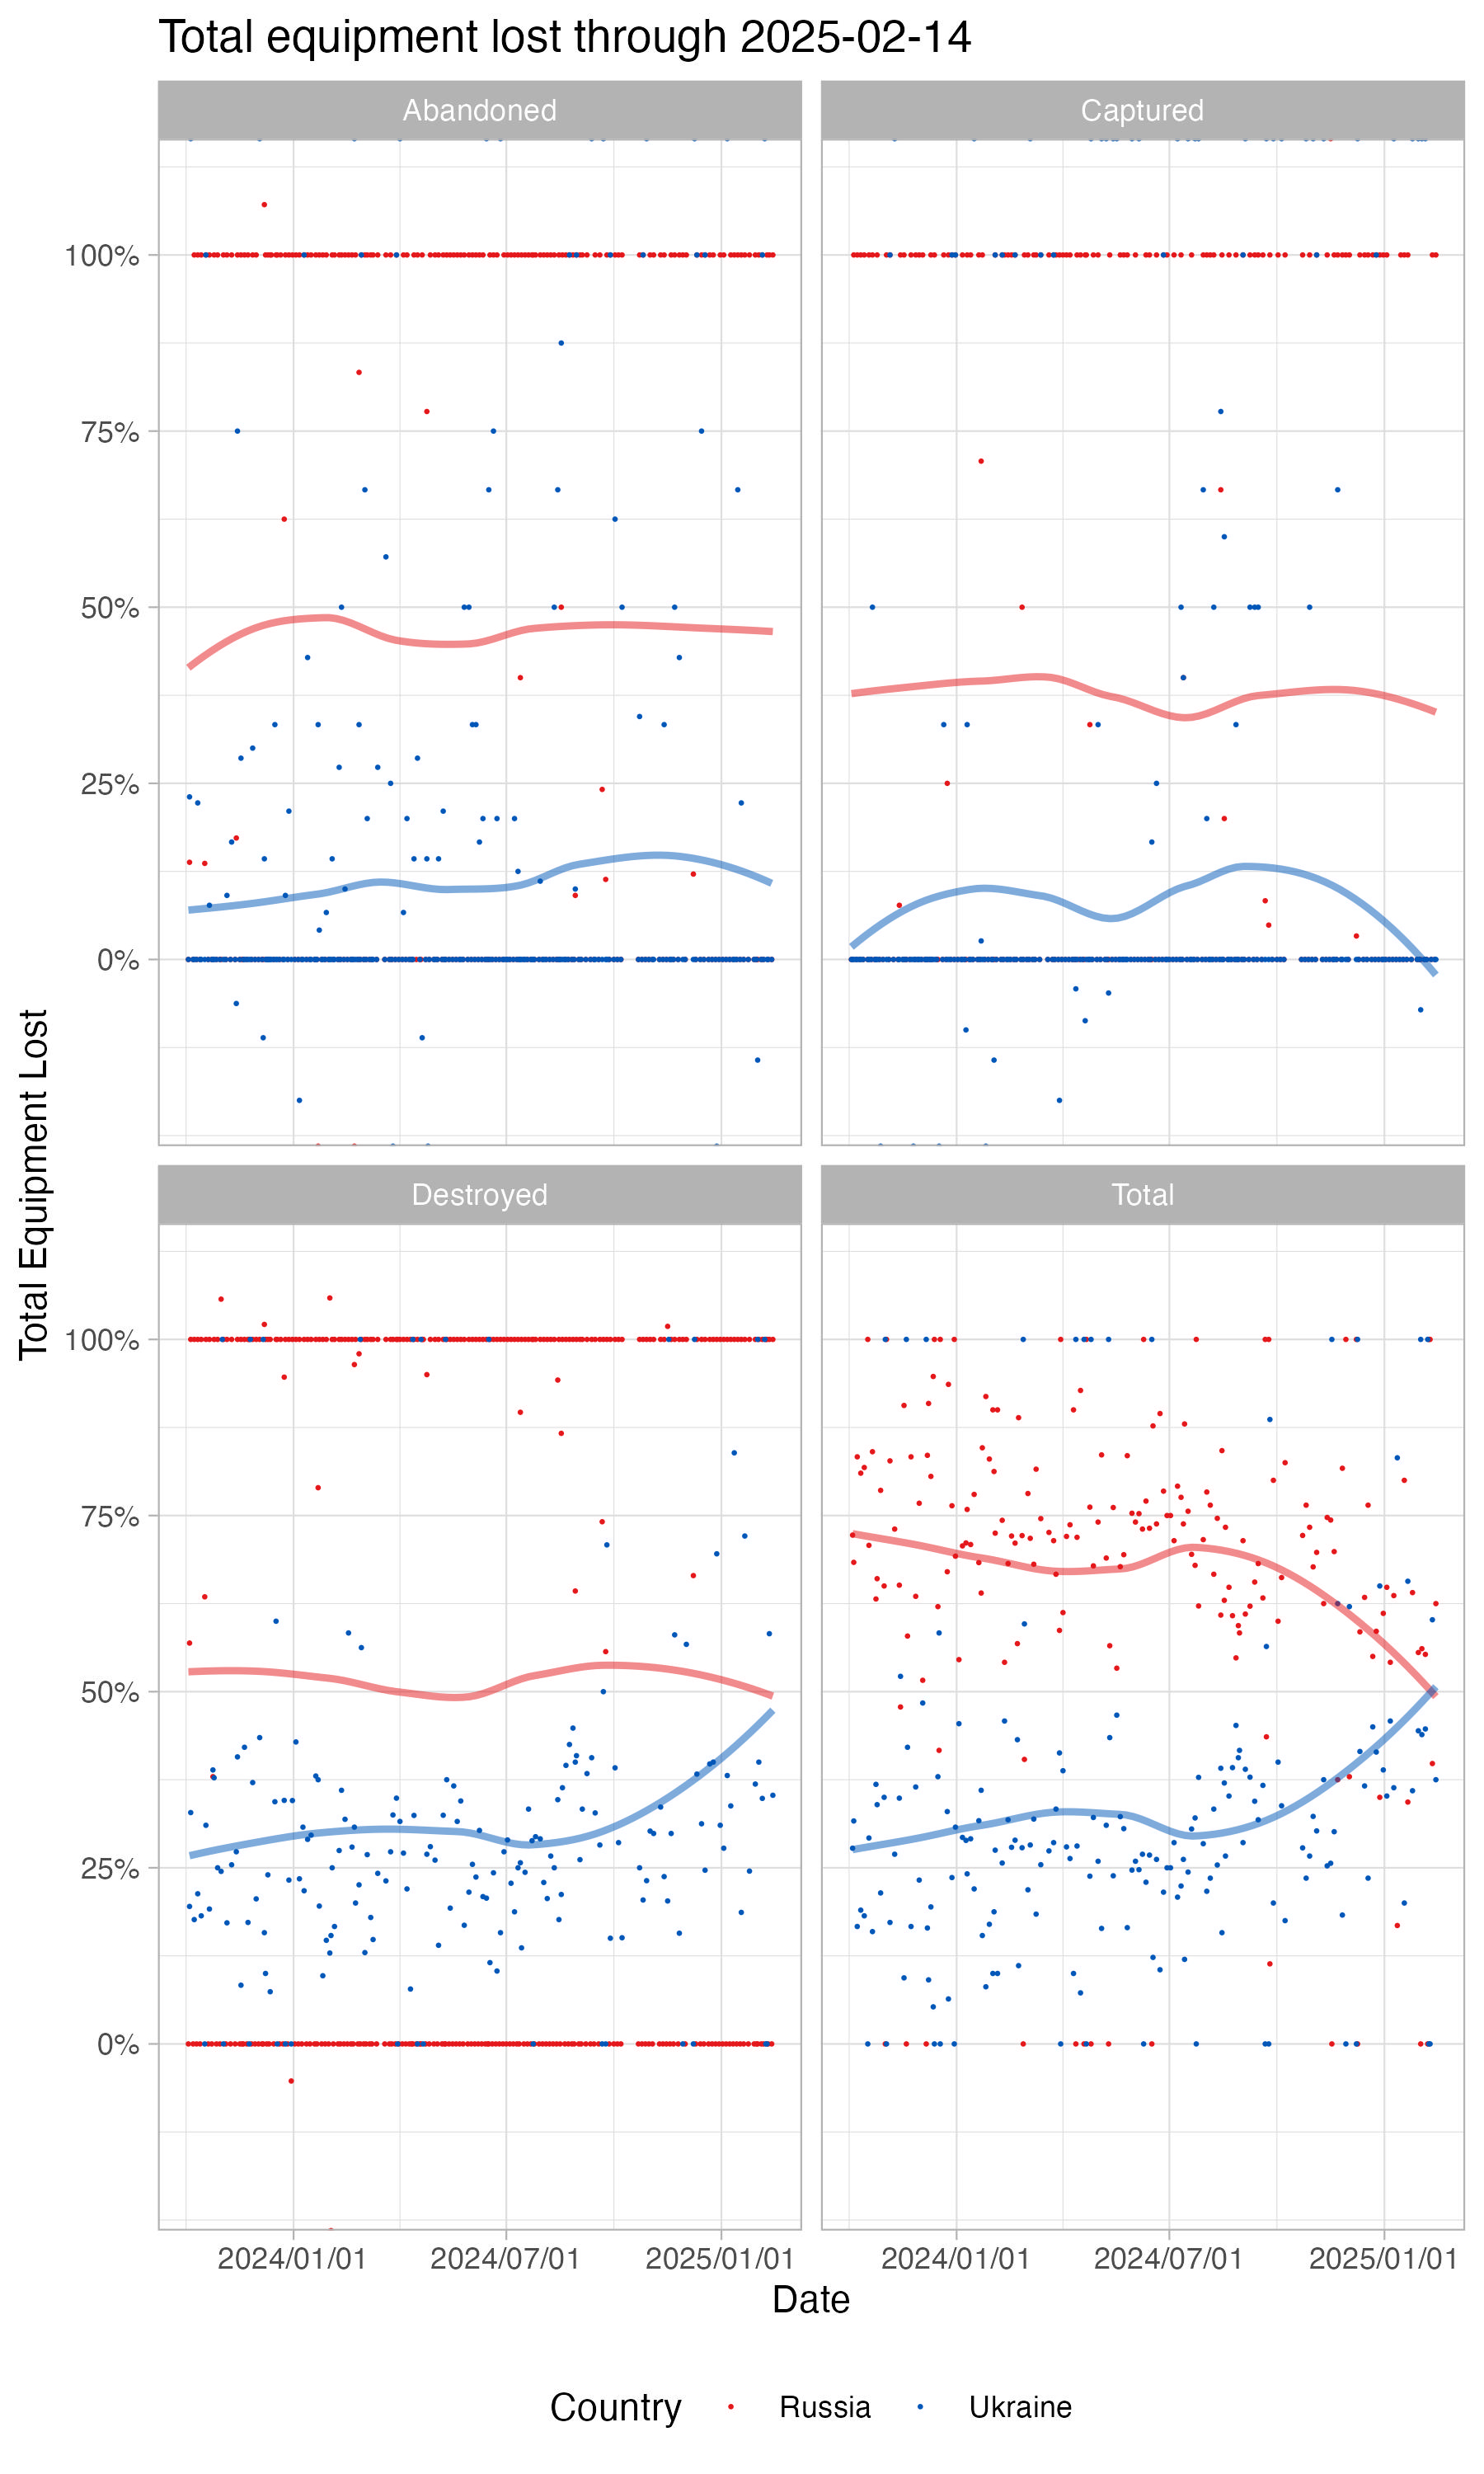 Total equipment lost through 2025-02-14
Abandoned
Captured
100%
75%
50%
25%
0%
Total Equipment Lost
Destroyed
Total
100%
75%
50%
25%
0%
2024/01/01 2024/07/01 2025/01/01
2024/01/01 2024/07/01 2025/01/01
Date
Country Russia Ukraine